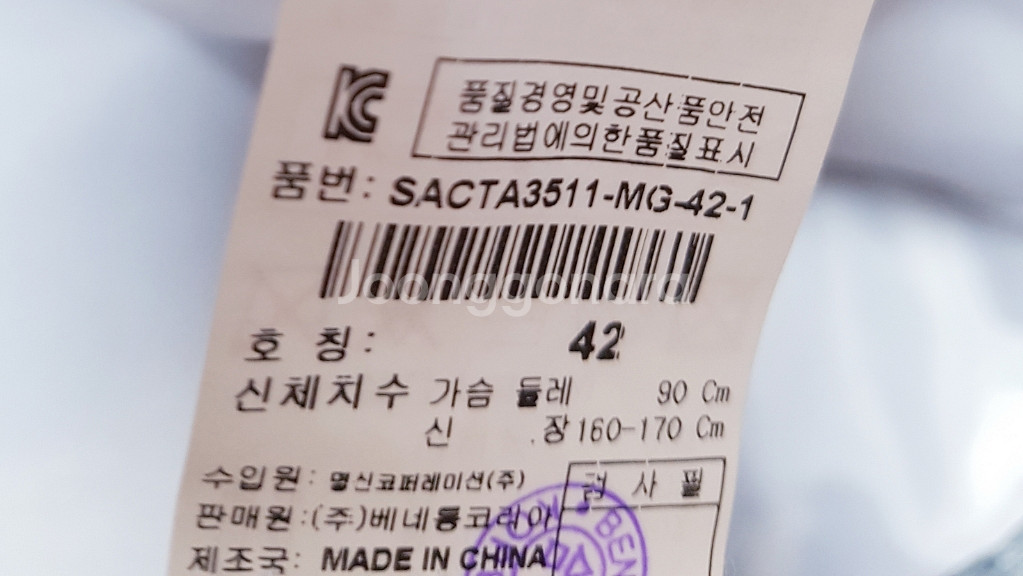 KC
품질경영및공산품안전
관리법에의한품질표시
품번: SACTA3511-MG-42-1
Joonggonara
호 칭: 42
신체치수 가슴 둘레 90 Cm
신 장 160-170 Cm
수입원: 명신코퍼레이션(주)
검 사 필
판매원:(주)베네통코리아
제조국: MADE IN CHINA
BEN